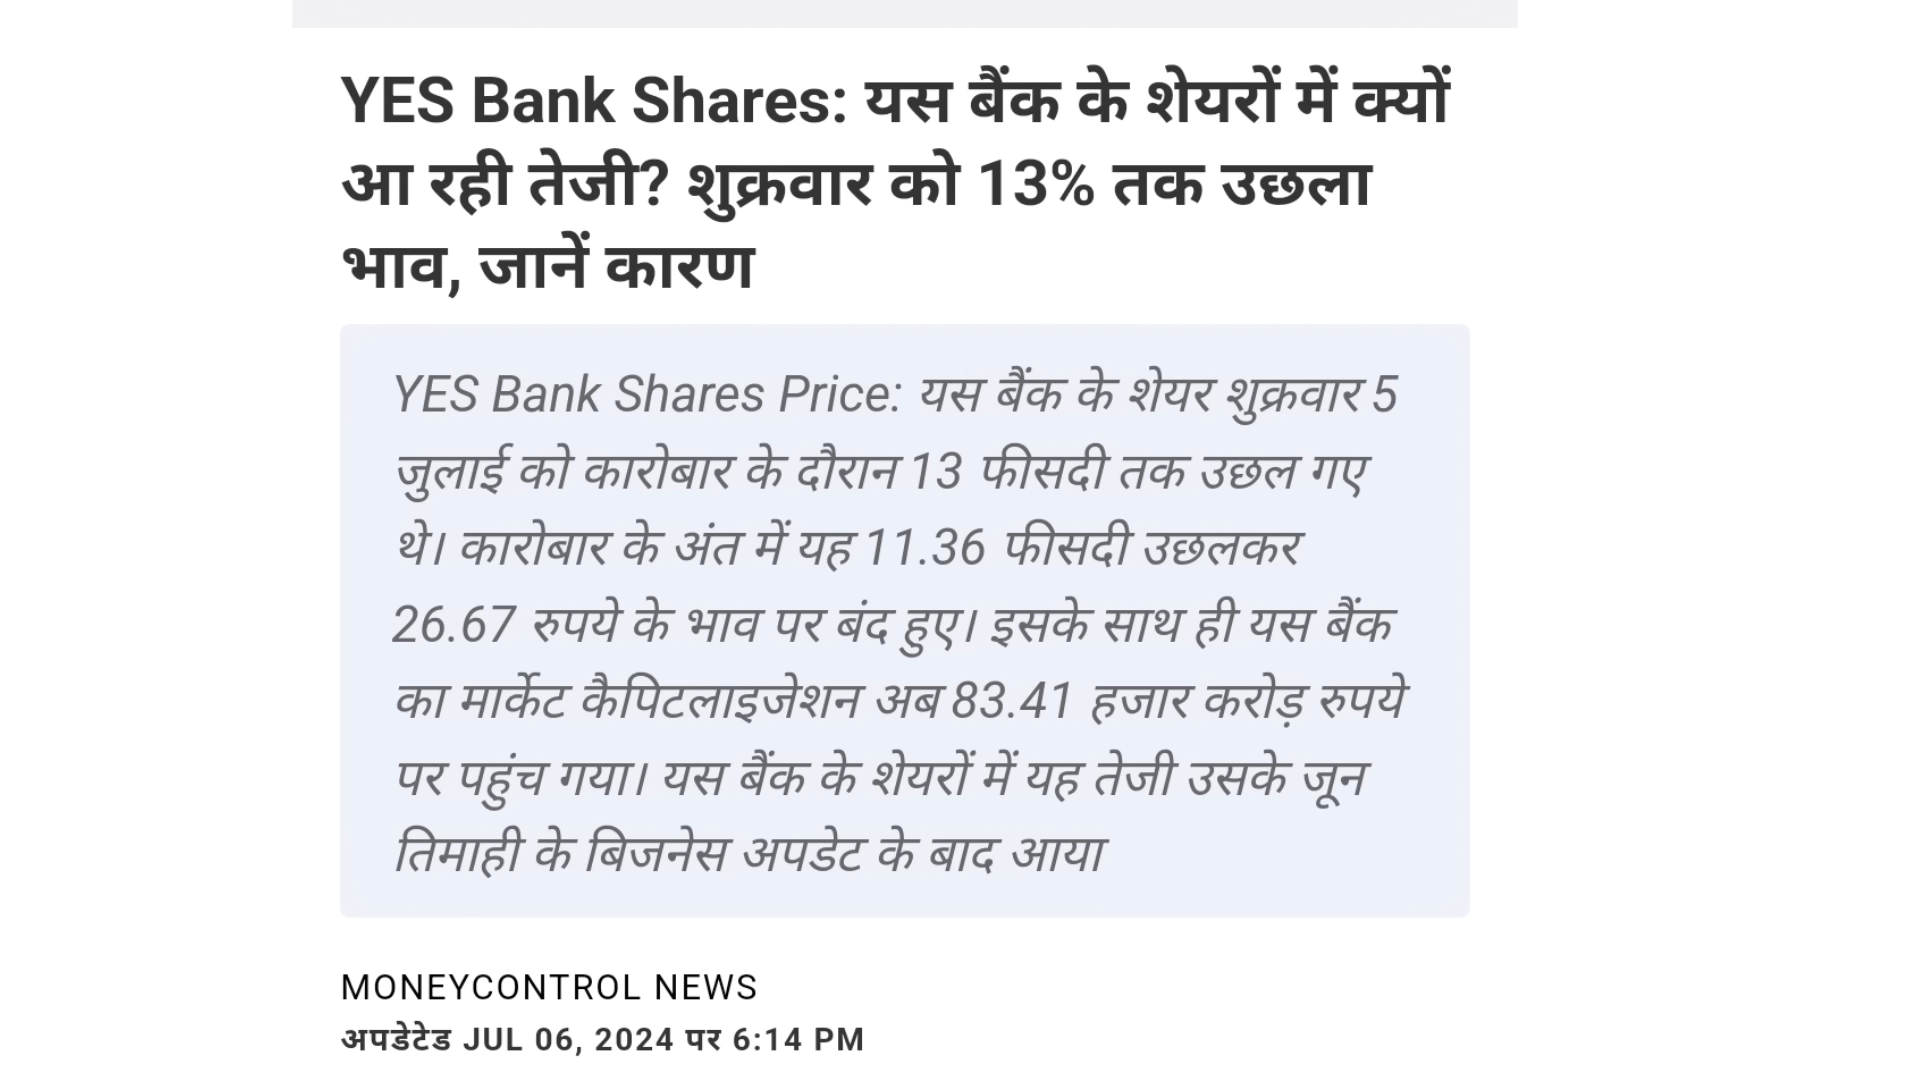 YES Bank Shares: यस बैंक के शेयरों में क्यों
आ रही तेजी? शुक्रवार को 13% तक उछला
भाव, जानें कारण
YES Bank Shares Price: यस बैंक के शेयर शुक्रवार 5
जुलाई को कारोबार के दौरान 13 फीसदी तक उछल गए
थे। कारोबार के अंत में यह 11.36 फीसदी उछलकर
26.67 रुपये के भाव पर बंद हुए। इसके साथ ही यस बैंक
का मार्केट कैपिटलाइजेशन अब 83.41 हजार करोड़ रुपये
पर पहुंच गया। यस बैंक के शेयरों में यह तेजी उसके जून
तिमाही के बिजनेस अपडेट के बाद आया
MONEYCONTROL NEWS
अपडेटेड JUL 06, 2024 पर 6:14 PM